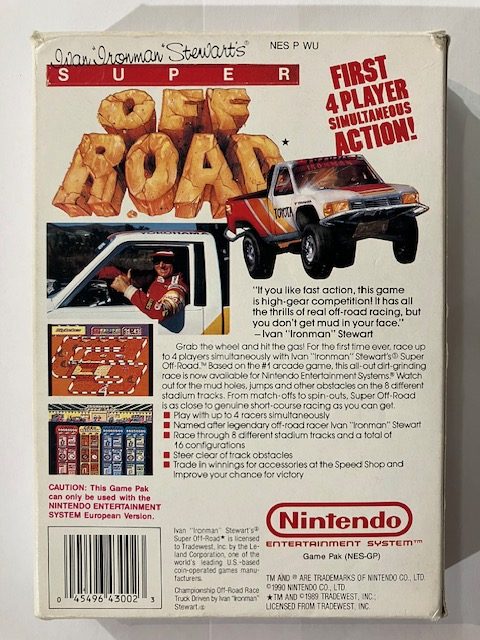 Ivan "Ironman" Stewart's
NES P WU
SUPER
OFF
ROAD
FIRST
4 PLAYER
SIMULTANEOUS
ACTION!
TOYOTA
"If you like fast action, this game
is high-gear competition! It has all
the thrills of real off-road racing, but
you don't get mud in your face."
—Ivan "Ironman" Stewart
Grab the wheel and hit the gas! For the first time ever, race up
to 4 players simultaneously with Ivan "Ironman" Stewart's® Super
Off-Road.™ Based on the #1 arcade game, this all-out dirt-grinding
race is now available for Nintendo Entertainment Systems.® Watch
out for the mud holes, jumps and other obstacles on the 8 different
stadium tracks. From match-offs to spin-outs, Super Off-Road
is as close to genuine short-course racing as you can get.
■ Play with up to 4 racers simultaneously
■ Named after legendary off-road racer Ivan "Ironman" Stewart
■ Race through 8 different stadium tracks and a total of
16 configurations
■ Steer clear of track obstacles
■ Trade in winnings for accessories at the Speed Shop and
improve your chance for victory
CAUTION: This Game Pak
can only be used with the
NINTENDO ENTERTAINMENT
SYSTEM European Version.
0 45496 43002 3
Ivan "Ironman" Stewart's®
Super Off-Road★ is licensed
to Tradewest, Inc. by the Le-
land Corporation, one of the
world's leading U.S.-based
coin-operated games manu-
facturers.
Championship Off-Road Race
Truck Driven by Ivan "Ironman"
Stewart.©
Nintendo®
ENTERTAINMENT SYSTEM™
Game Pak (NES-GP)
TM AND ® ARE TRADEMARKS OF NINTENDO CO., LTD.
©1990 NINTENDO CO., LTD.
★TM AND ©1989 TRADEWEST, INC.;
LICENSED FROM TRADEWEST, INC.